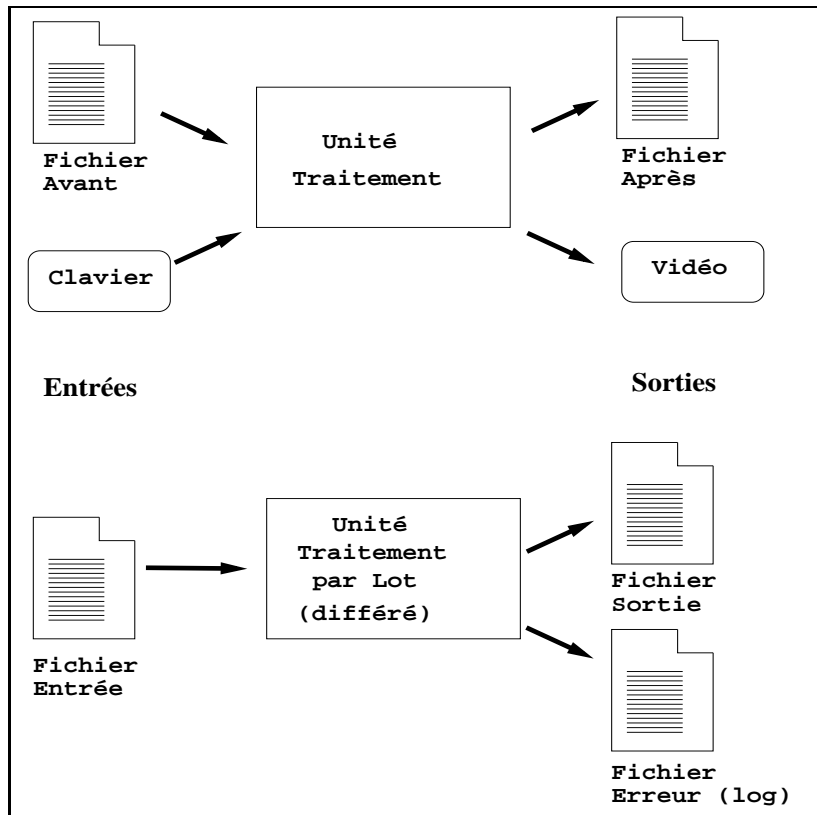 Fichier
Avant
Unité
Traitement
Fichier
Après
Clavier
Vidéo
Entrées
Sorties
Fichier
Entrée
Unité
Traitement
par Lot
(différé)
Fichier
Sortie
Fichier
Erreur (log)